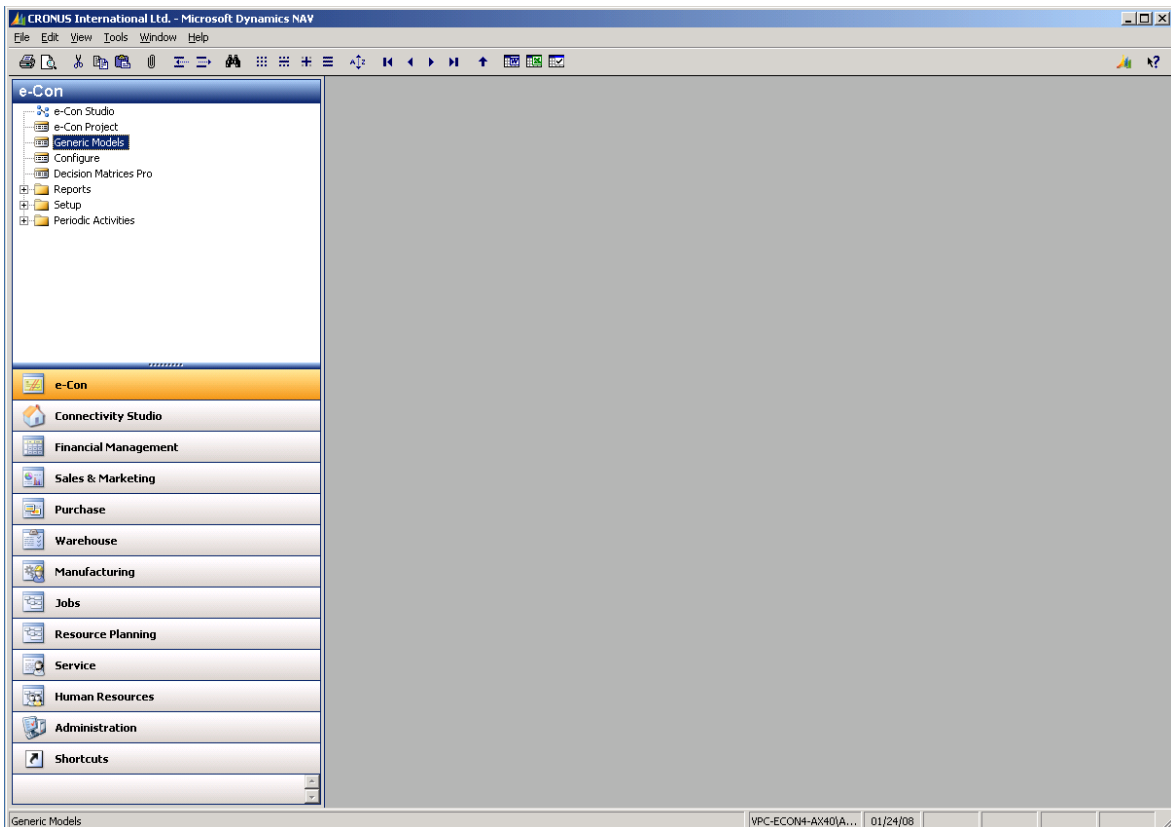 CRONUS International Ltd. - Microsoft Dynamics NAV
File Edit View Tools Window Help
e-Con
e-Con Studio
e-Con Project
Generic Models
Configure
Decision Matrices Pro
Reports
Setup
Periodic Activities
e-Con
Connectivity Studio
Financial Management
Sales & Marketing
Purchase
Warehouse
Manufacturing
Jobs
Resource Planning
Service
Human Resources
Administration
Shortcuts
Generic Models VPC-ECON4-AX40\A... 01/24/08